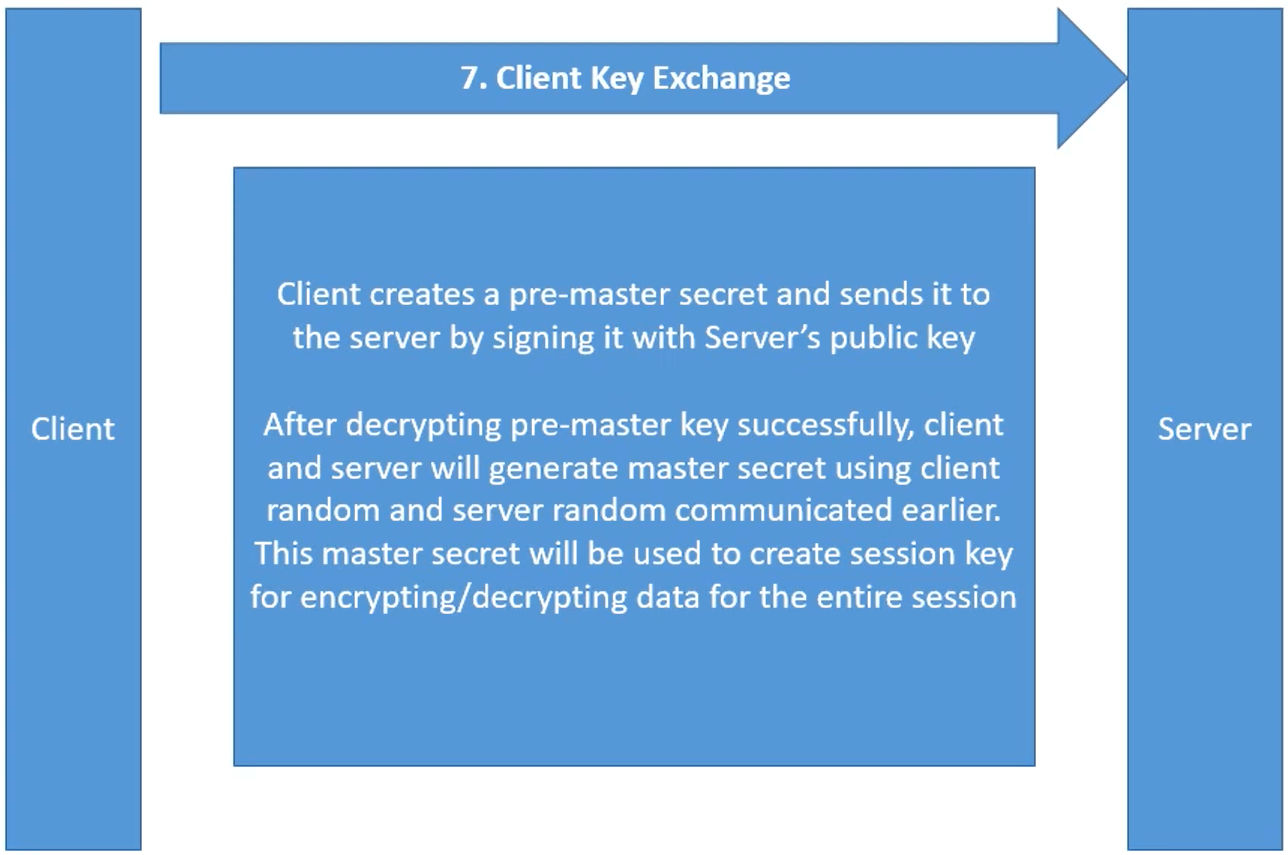 7. Client Key Exchange
Client creates a pre-master secret and sends it to
the server by signing it with Server’s public key
After decrypting pre-master key successfully, client
and server will generate master secret using client
random and server random communicated earlier.
This master secret will be used to create session key
for encrypting/decrypting data for the entire session
Client
Server